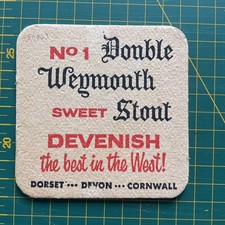 No 1 Double
Weymouth
SWEET Stout
DEVENISH
the best in the West!
DORSET ••• DEVON ••• CORNWALL